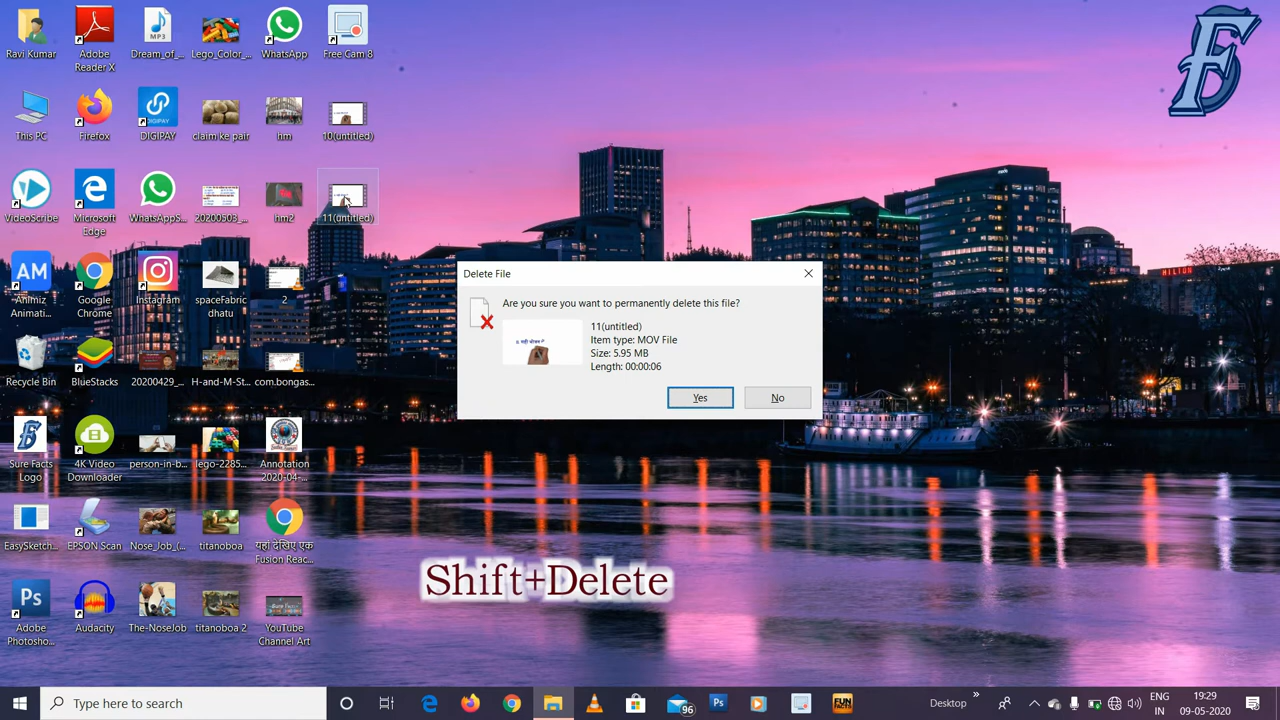 Ravi Kumar
Adobe Reader X
Dream_of_...
Lego_Color_...
WhatsApp
Free Cam 8
This PC
Firefox
DIGIPAY
claim ke pair
hm
10(untitled)
VideoScribe
Microsoft Edge
WhatsAppS...
20200503_...
hm2
11(untitled)
Animiz Animati...
Google Chrome
Instagram
spacefabric dhatu
2
Recycle Bin
BlueStacks
20200429_...
H-and-M-St...
com.bongas...
Sure Facts Logo
4K Video Downloader
person-in-b...
lego-2285...
Annotation 2020-04-...
EasySketch...
EPSON Scan
Nose_Job_(...
titanoboa
यहां देखिए एक Fusion Reac...
Adobe Photosho...
Audacity
The-NoseJob
titanoboa 2
YouTube Channel Art
Delete File
Are you sure you want to permanently delete this file?
11(untitled)
Item type: MOV File
Size: 5.95 MB
Length: 00:00:06
Yes
No
HILTON
Shift+Delete
Type here to search
96
Ps
FUN
Desktop
ENG
IN
19:29
09-05-2020